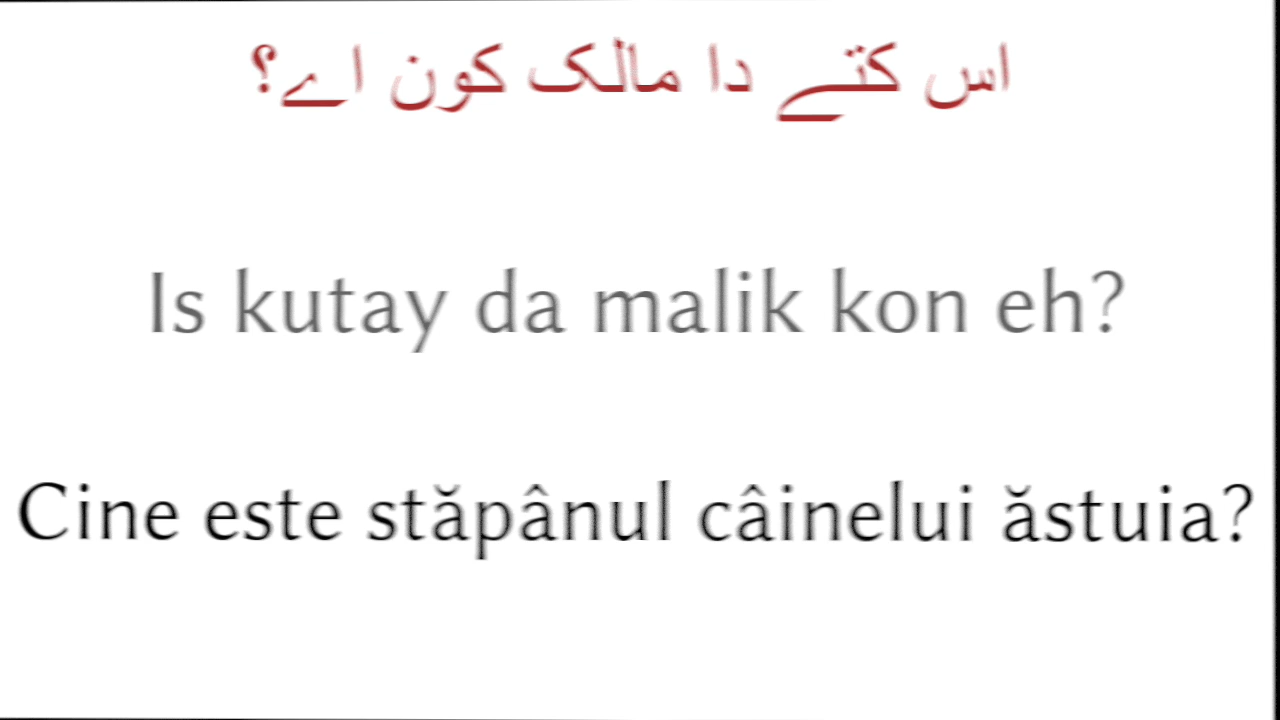 اس کتے دا مالک کون اے؟
Is kutay da malik kon eh?
Cine este stăpânul câinelui ăstuia?